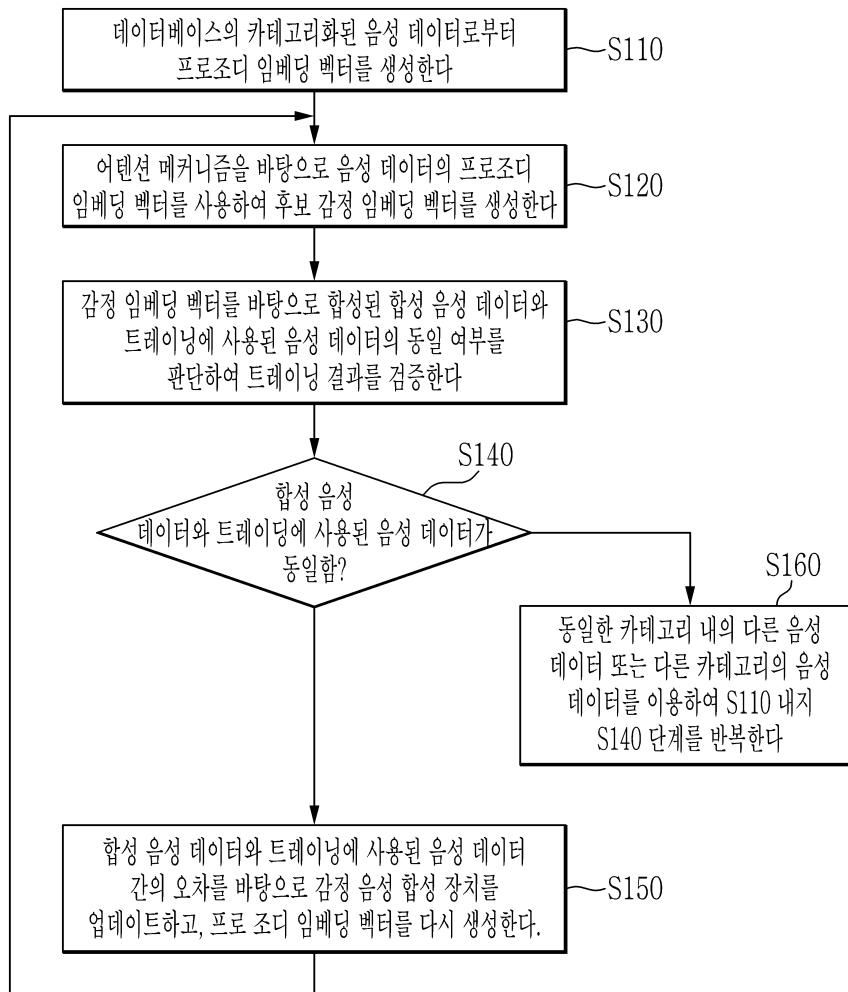 데이터베이스의 카테고리화된 음성 데이터로부터
프로조디 임베딩 벡터를 생성한다
S110
어텐션 메커니즘을 바탕으로 음성 데이터의 프로조디
임베딩 벡터를 사용하여 후보 감정 임베딩 벡터를 생성한다
S120
감정 임베딩 벡터를 바탕으로 합성된 합성 음성 데이터와
트레이닝에 사용된 음성 데이터의 동일 여부를
판단하여 트레이닝 결과를 검증한다
S130
S140
합성 음성
데이터와 트레이딩에 사용된 음성 데이터가
동일함?
S160
동일한 카테고리 내의 다른 음성
데이터 또는 다른 카테고리의 음성
데이터를 이용하여 S110 내지
S140 단계를 반복한다
합성 음성 데이터와 트레이닝에 사용된 음성 데이터
간의 오차를 바탕으로 감정 음성 합성 장치를
업데이트하고, 프로 조디 임베딩 벡터를 다시 생성한다.
S150